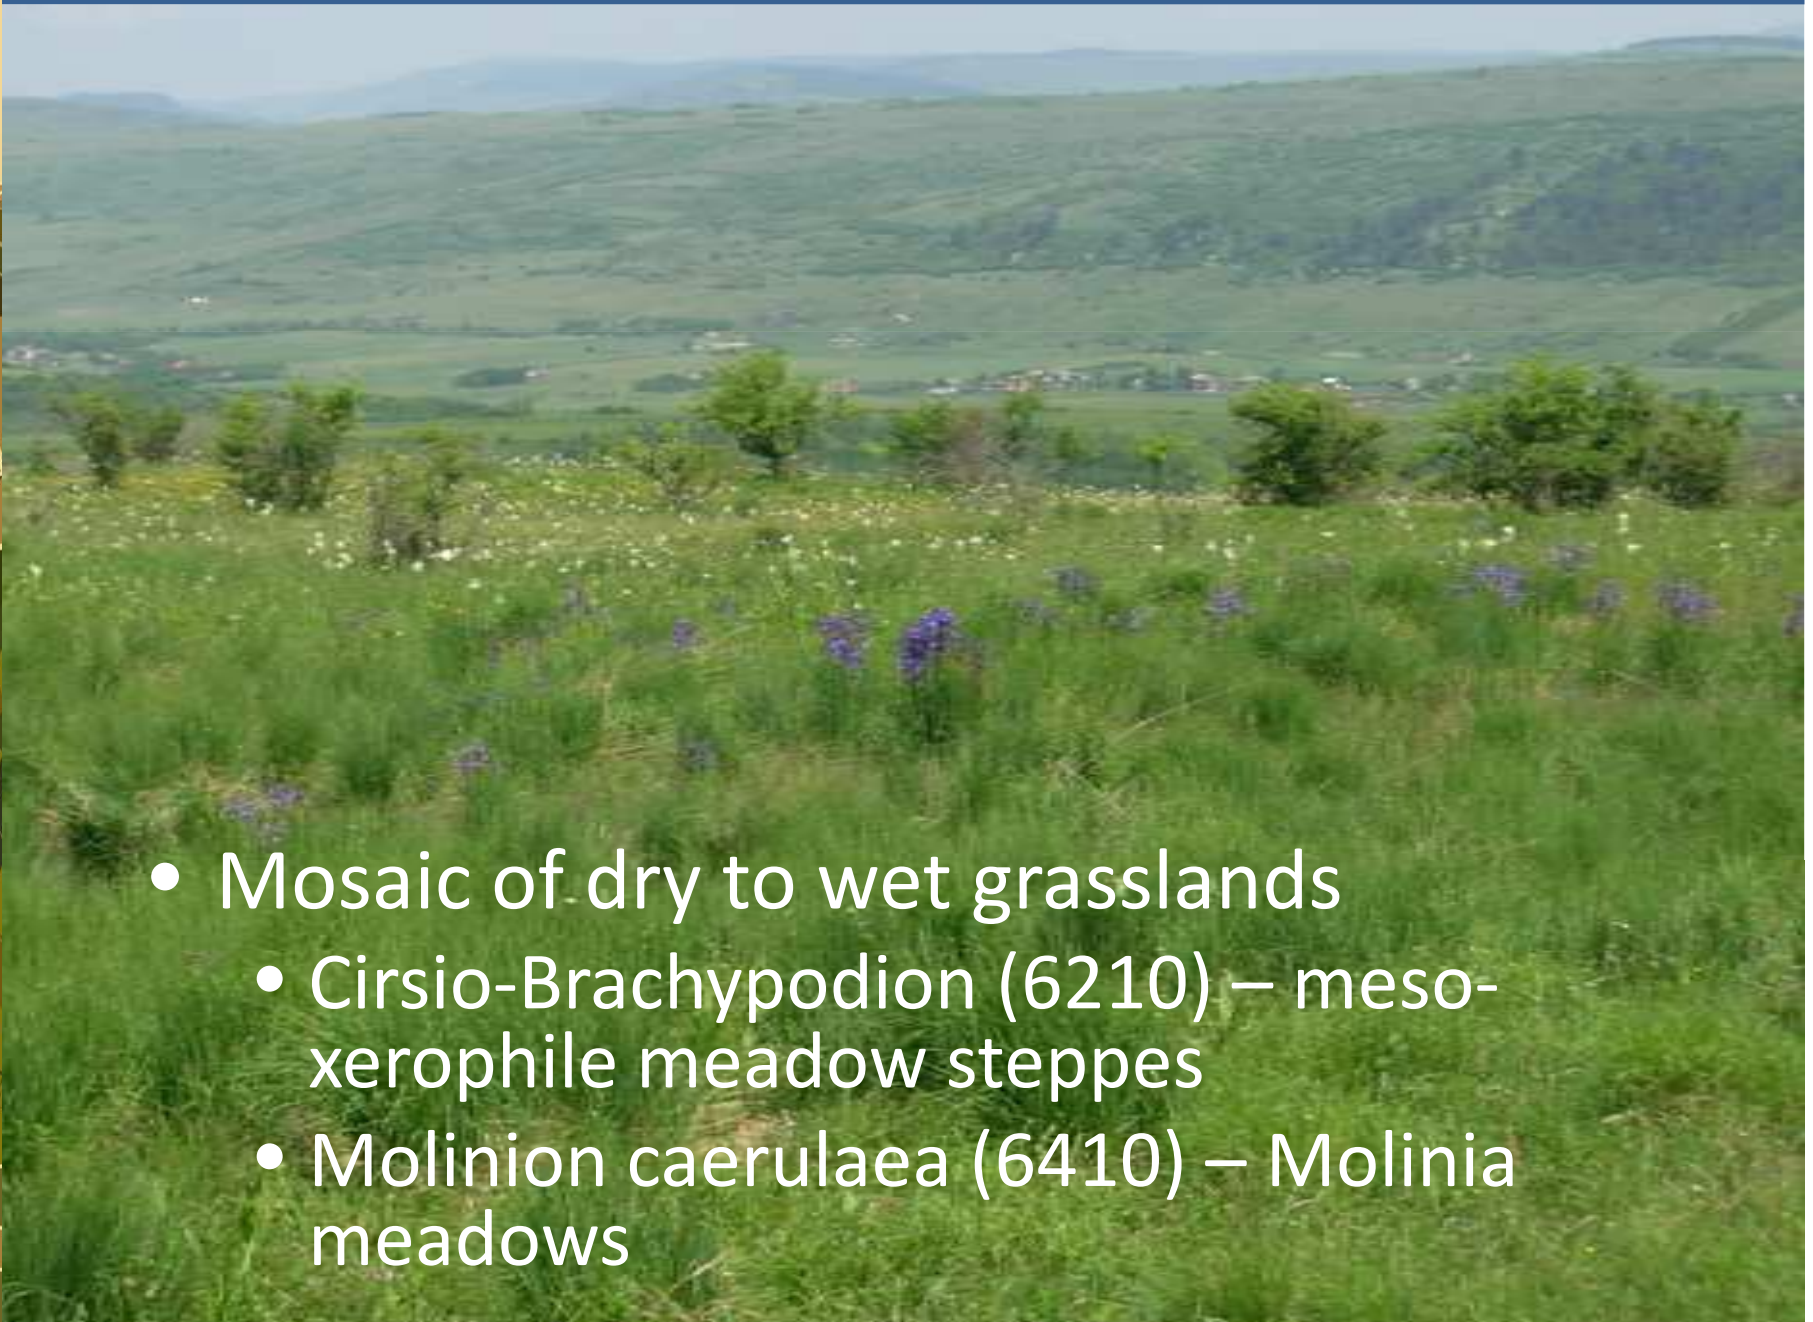 • Mosaic of dry to wet grasslands
• Cirsio-Brachypodion (6210) – meso-
xerophile meadow steppes
• Molinion caerulaea (6410) – Molinia
meadows